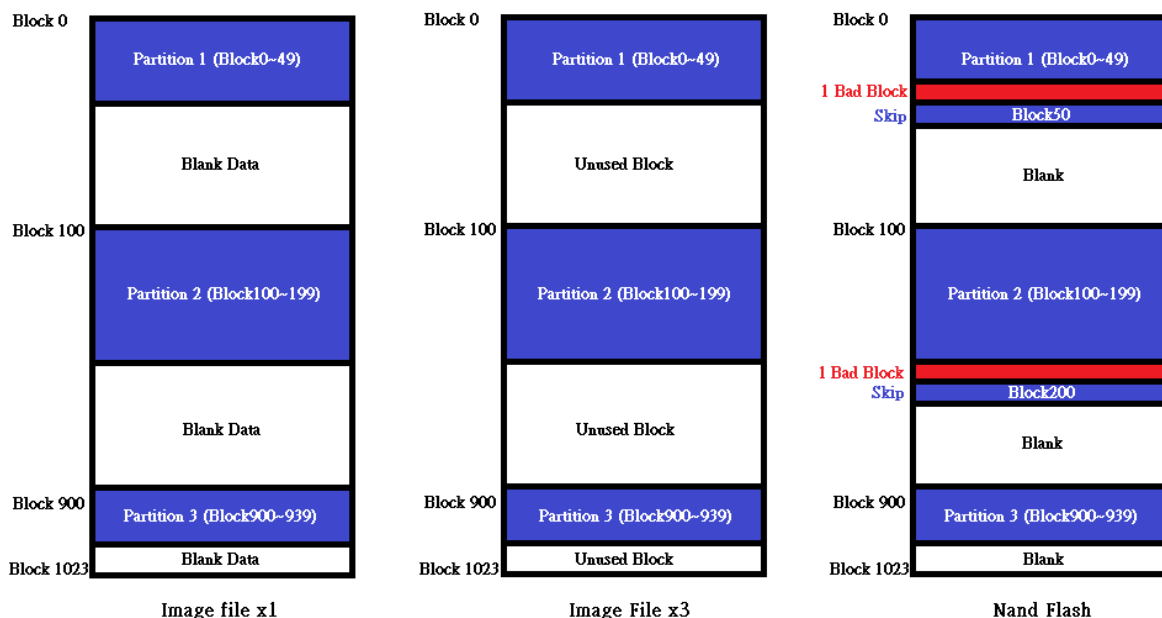 Block 0
Partition 1 (Block0~49)
Blank Data
Block 100
Partition 2 (Block100~199)
Blank Data
Block 900
Partition 3 (Block900~939)
Blank Data
Block 1023
Image file x1
Block 0
Partition 1 (Block0~49)
Unused Block
Block 100
Partition 2 (Block100~199)
Unused Block
Block 900
Partition 3 (Block900~939)
Unused Block
Block 1023
Image File x3
Block 0
Partition 1 (Block0~49)
1 Bad Block
Skip
Block50
Blank
Block 100
Partition 2 (Block100~199)
1 Bad Block
Skip
Block200
Blank
Block 900
Partition 3 (Block900~939)
Blank
Block 1023
Nand Flash